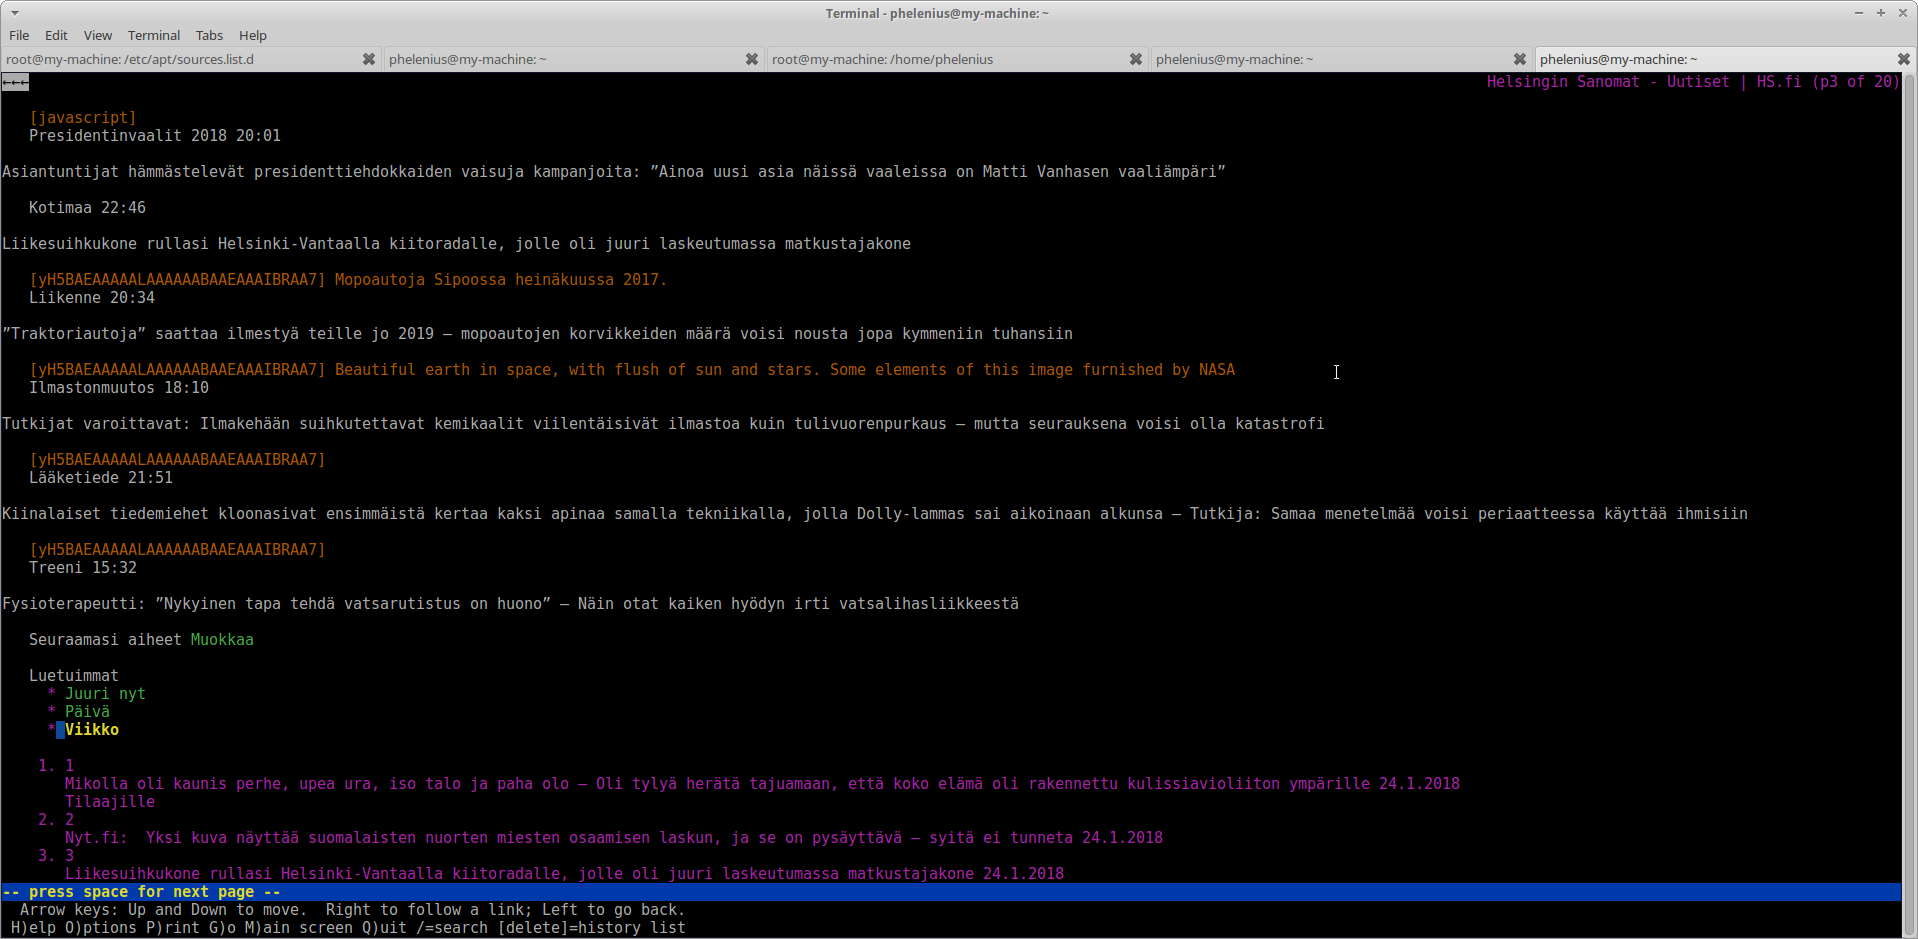 Terminal - phelenius@my-machine: ~
File Edit View Terminal Tabs Help
root@my-machine: /etc/apt/sources.list.d phelenius@my-machine: ~ root@my-machine: /home/phelenius phelenius@my-machine: ~ phelenius@my-machine: ~
←←← Helsingin Sanomat - Uutiset | HS.fi (p3 of 20)
[javascript]
Presidentinvaalit 2018 20:01
Asiantuntijat hämmästelevät presidenttiehdokkaiden vaisuja kampanjoita: ”Ainoa uusi asia näissä vaaleissa on Matti Vanhasen vaaliämpäri”
Kotimaa 22:46
Liikesuihkukone rullasi Helsinki-Vantaalla kiitoradalle, jolle oli juuri laskeutumassa matkustajakone
[yH5BAEAAAAALAAAAAABAAEAAAIBRAA7] Mopoautoja Sipoossa heinäkuussa 2017.
Liikenne 20:34
”Traktoriautoja” saattaa ilmestyä teille jo 2019 – mopoautojen korvikkeiden määrä voisi nousta jopa kymmeniin tuhansiin
[yH5BAEAAAAALAAAAAABAAEAAAIBRAA7] Beautiful earth in space, with flush of sun and stars. Some elements of this image furnished by NASA
Ilmastonmuutos 18:10
Tutkijat varoittavat: Ilmakehään suihkutettavat kemikaalit viilentäisivät ilmastoa kuin tulivuorenpurkaus – mutta seurauksena voisi olla katastrofi
[yH5BAEAAAAALAAAAAABAAEAAAIBRAA7]
Lääketiede 21:51
Kiinalaiset tiedemiehet kloonasivat ensimmäistä kertaa kaksi apinaa samalla tekniikalla, jolla Dolly-lammas sai aikoinaan alkunsa – Tutkija: Samaa menetelmää voisi periaatteessa käyttää ihmisiin
[yH5BAEAAAAALAAAAAABAAEAAAIBRAA7]
Treeni 15:32
Fysioterapeutti: ”Nykyinen tapa tehdä vatsarutistus on huono” – Näin otat kaiken hyödyn irti vatsalihasliikkeestä
Seuraamasi aiheet Muokkaa
Luetuimmat
* Juuri nyt
* Päivä
* Viikko
1. 1
Mikolla oli kaunis perhe, upea ura, iso talo ja paha olo – Oli tylyä herätä tajuamaan, että koko elämä oli rakennettu kulissiavioliiton ympärille 24.1.2018
Tilaajille
2. 2
Nyt.fi:  Yksi kuva näyttää suomalaisten nuorten miesten osaamisen laskun, ja se on pysäyttävä – syitä ei tunneta 24.1.2018
3. 3
Liikesuihkukone rullasi Helsinki-Vantaalla kiitoradalle, jolle oli juuri laskeutumassa matkustajakone 24.1.2018
-- press space for next page --
Arrow keys: Up and Down to move.  Right to follow a link; Left to go back.
H)elp O)ptions P)rint G)o M)ain screen Q)uit /=search [delete]=history list